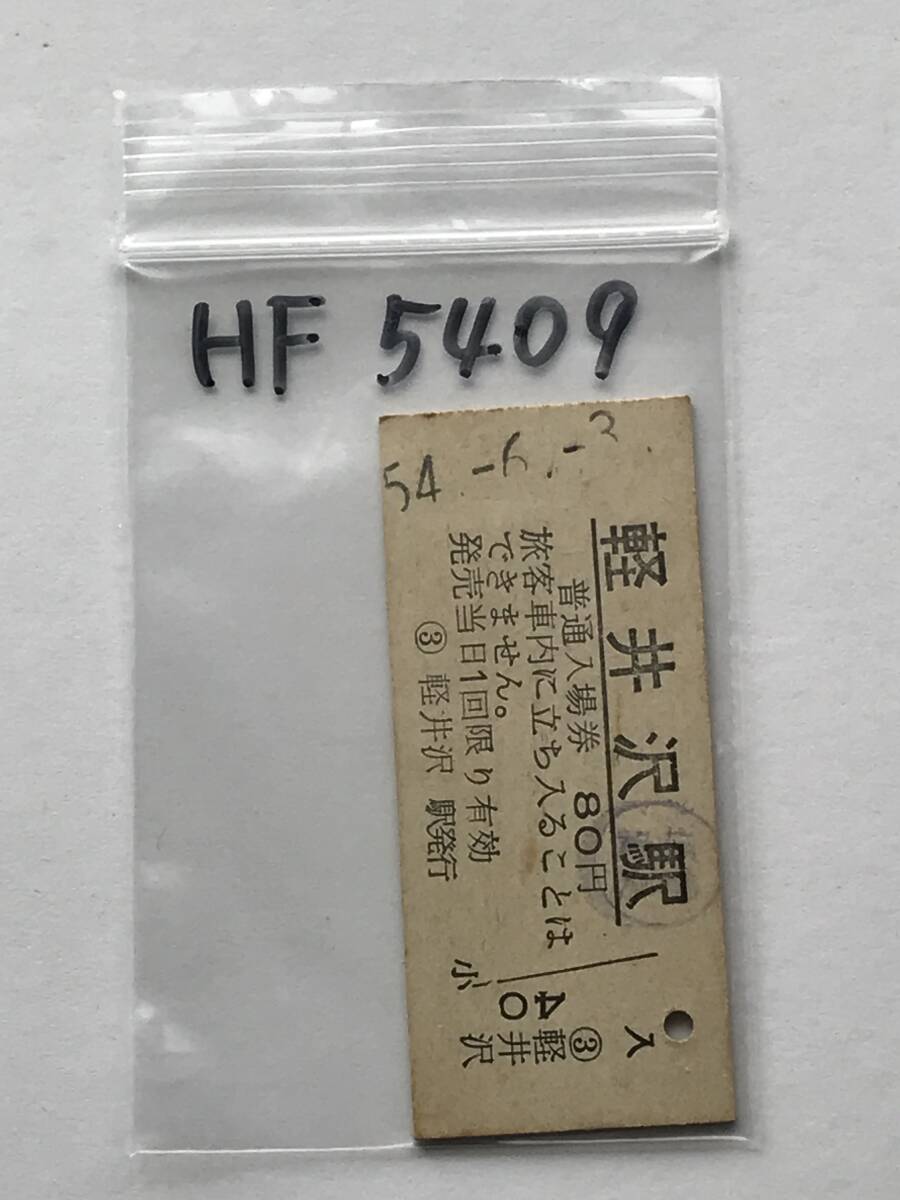 HF 5409
54.-6.-3
軽井沢駅
普通入場券 80円
旅客車内に立ち入ることは
できません。
発売当日1回限り有効
③ 軽井沢 駅発行
入
③軽井沢
40
小